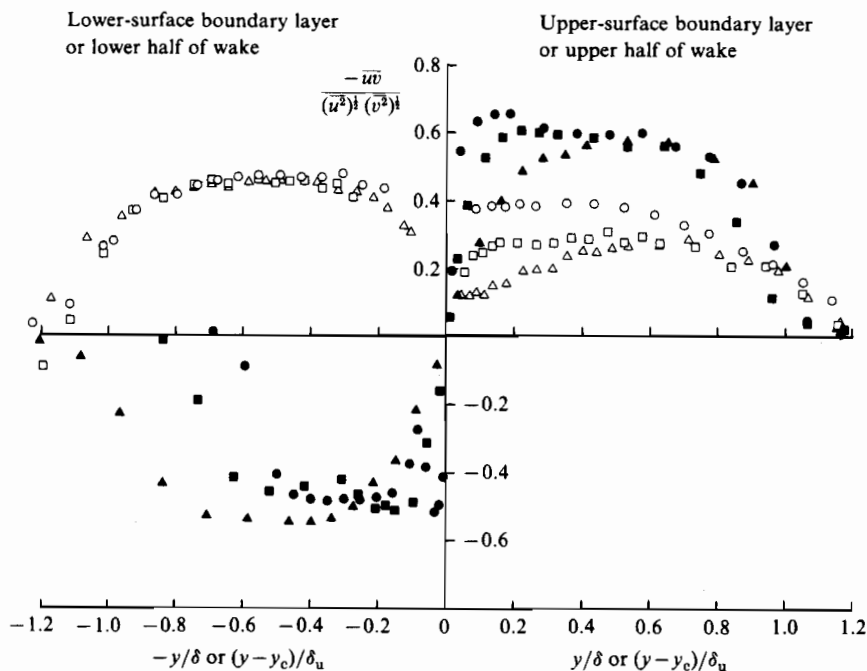 Lower-surface boundary layer
or lower half of wake
Upper-surface boundary layer
or upper half of wake
−u̅v̅
(u̅²)^½ (v̅²)^½
0.8
0.6
0.4
0.2
−0.2
−0.4
−0.6
−1.2 −1.0 −0.8 −0.6 −0.4 −0.2 0 0.2 0.4 0.6 0.8 1.0 1.2
−y/δ or (y−y_c)/δ_u
y/δ or (y−y_c)/δ_u